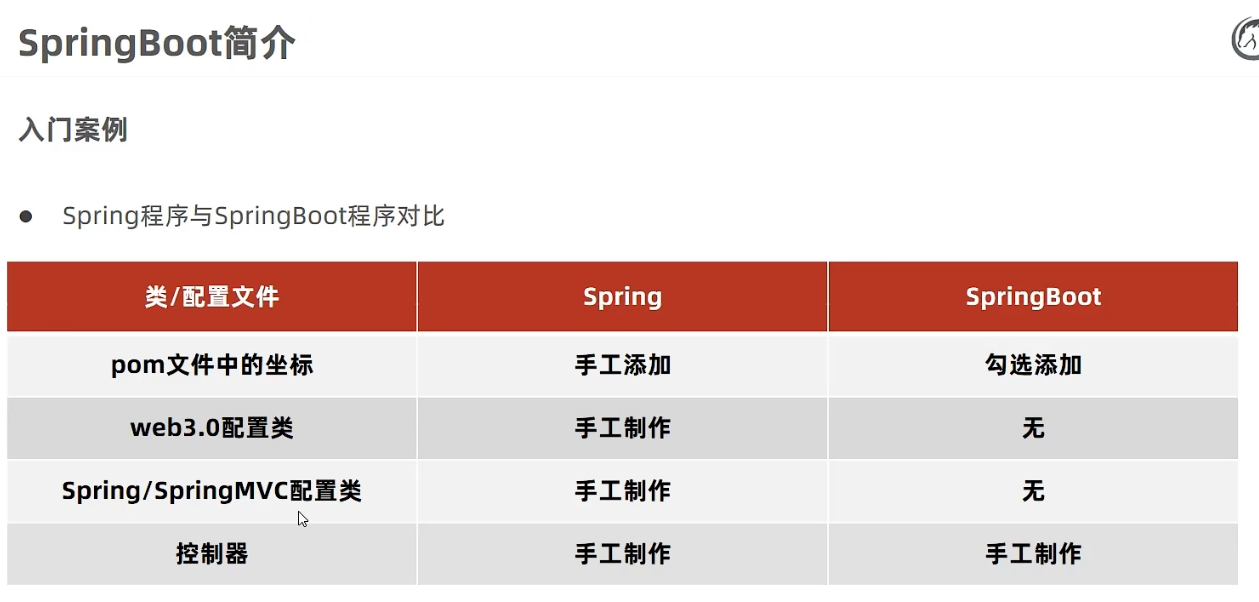 SpringBoot简介
入门案例
● Spring程序与SpringBoot程序对比
类/配置文件 Spring SpringBoot
pom文件中的坐标 手工添加 勾选添加
web3.0配置类 手工制作 无
Spring/SpringMVC配置类 手工制作 无
控制器 手工制作 手工制作